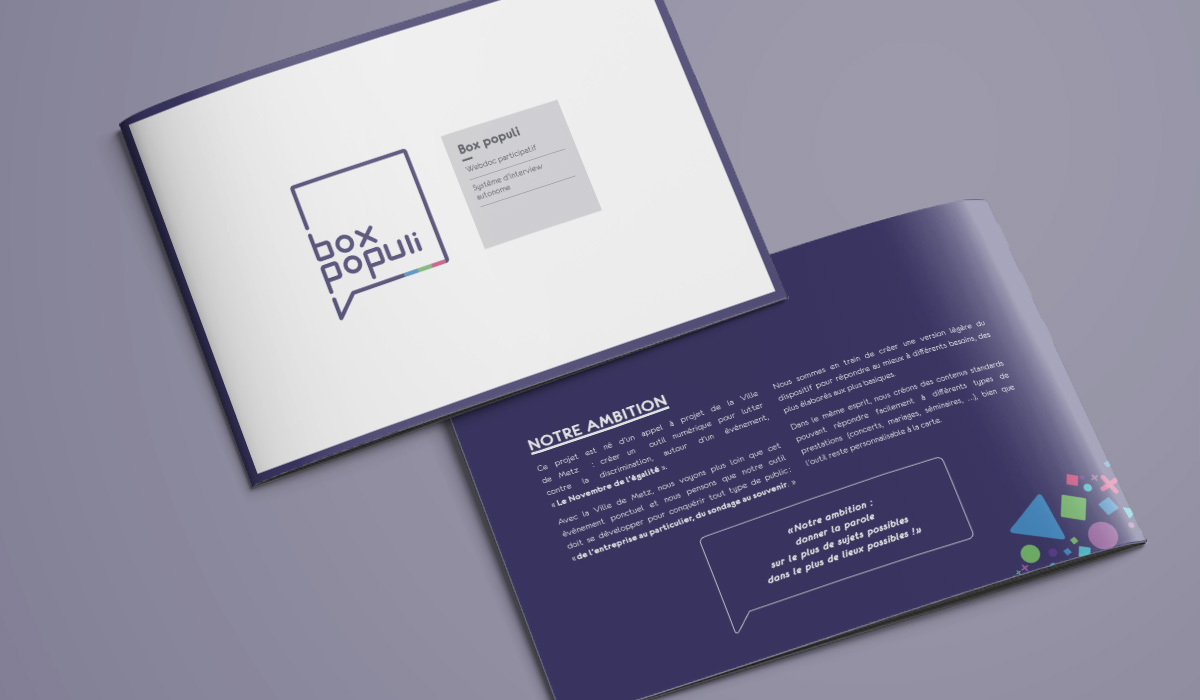 box
populi
Box populi
Webdoc participatif
Système d'interview
autonome
NOTRE AMBITION
Ce projet est né d'un appel à projet de la Ville
de Metz : créer un outil numérique pour lutter
contre la discrimination, autour d'un événement,
« Le Novembre de l'égalité ».
Avec la Ville de Metz, nous voyons plus loin que cet
événement ponctuel et nous pensons que notre outil
doit se développer pour conquérir tout type de public :
« de l'entreprise au particulier, du sondage au souvenir. »
Nous sommes en train de créer une version légère du
dispositif pour répondre au mieux à différents besoins, des
plus élaborés aux plus basiques.
Dans le même esprit, nous créons des contenus standards
pouvant répondre facilement à différents types de
prestations (concerts, mariages, séminaires, ...), bien que
l'outil reste personnalisable à la carte.
«Notre ambition :
donner la parole
sur le plus de sujets possibles
dans le plus de lieux possibles !»